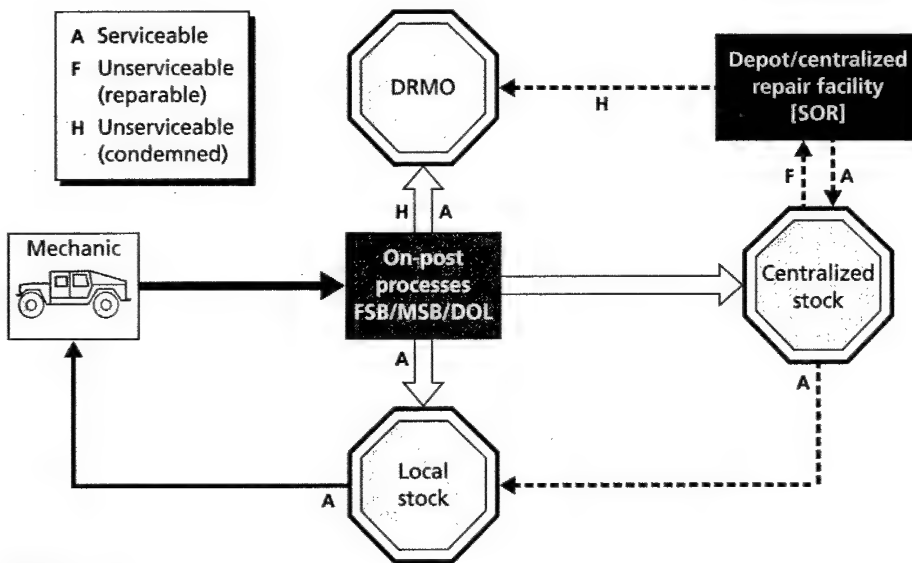 A Serviceable
F Unserviceable
(reparable)
H Unserviceable
(condemned)
DRMO
Depot/centralized
repair facility
[SOR]
H
F
A
H
A
Mechanic
On-post
processes
FSB/MSB/DOL
Centralized
stock
A
A
Local
stock
A